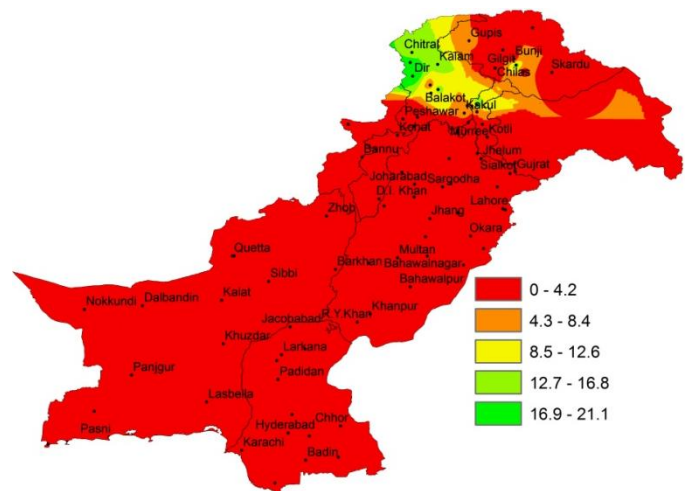 Gupis
Chitral
Kalam
Bunji
Gilgit
Dir
Chilas
Skardu
Balakot
Kakul
Peshawar
Kohat
Murree
Kotli
Bannu
Jhelum
Sialkot
Gujrat
Joharabad
Sargodha
D.I. Khan
Lahore
Zhob
Jhang
Okara
Quetta
Multan
Barkhan
Bahawalnagar
Sibbi
Bahawalpur
Nokkundi
Dalbandin
Kalat
Khanpur
R.Y.Khan
Jacobabad
Khuzdar
Larkana
Panjgur
Padidan
Lasbella
Pasni
Chhor
Hyderabad
Karachi
Badin
0 - 4.2
4.3 - 8.4
8.5 - 12.6
12.7 - 16.8
16.9 - 21.1